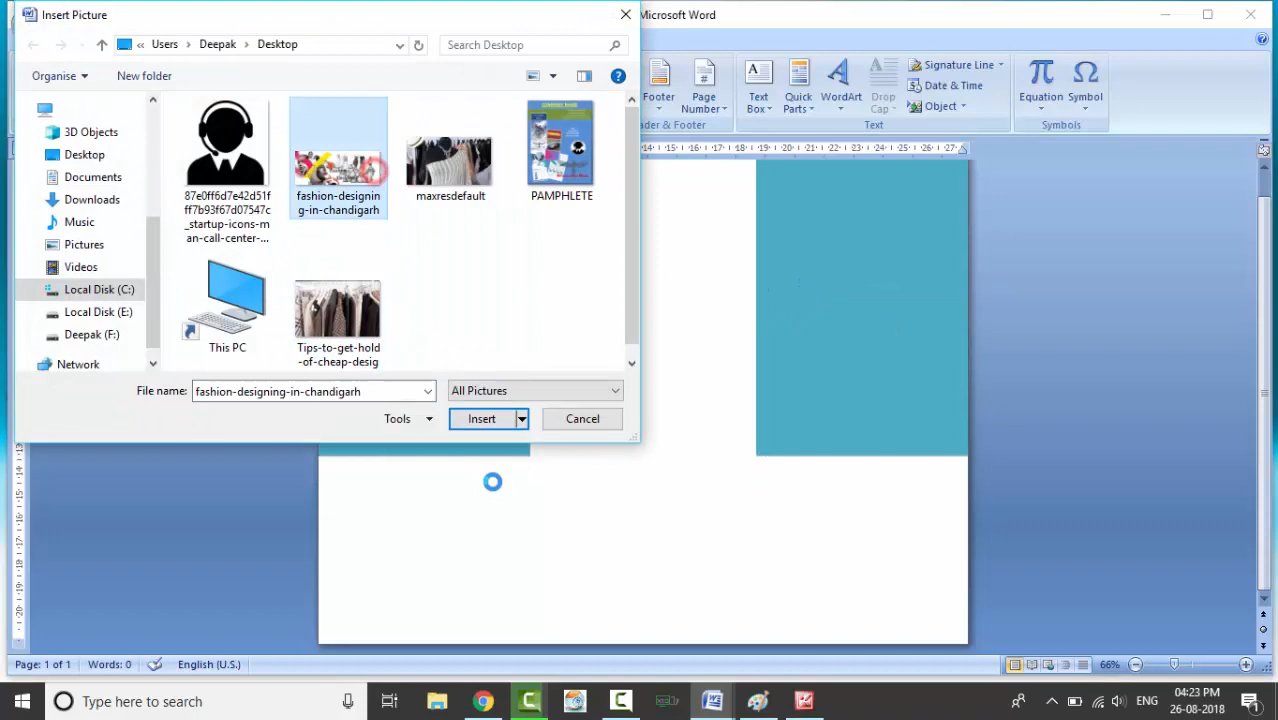 Insert Picture
Microsoft Word
Users
Deepak
Desktop
Search Desktop
Organise
New folder
3D Objects
Desktop
Documents
Downloads
Music
Pictures
Videos
Local Disk (C:)
Local Disk (E:)
Deepak (F:)
Network
87e0ff6d7e42d51f
ff7b93f67d07547c
_startup-icons-m
an-call-center-...
fashion-designin
g-in-chandigarh
maxresdefault
PAMPHLETE
This PC
Tips-to-get-hold
-of-cheap-desig
File name:
fashion-designing-in-chandigarh
All Pictures
Tools
Insert
Cancel
Footer
Page
Number
Header & Footer
Text
Box
Quick
Parts
WordArt
Drop
Cap
Signature Line
Date & Time
Object
Text
Equation
Symbol
Symbols
Page: 1 of 1
Words: 0
English (U.S.)
66%
Type here to search
ENG
04:23 PM
26-08-2018